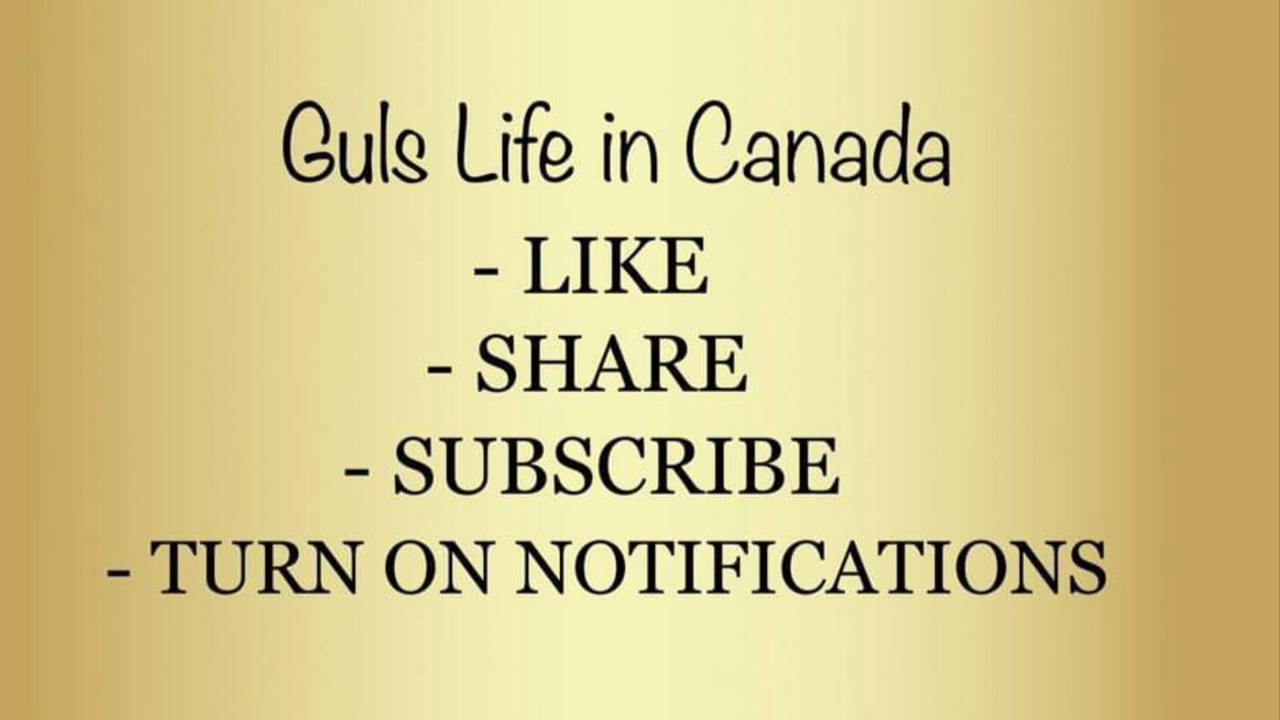 Guls Life in Canada
- LIKE
- SHARE
- SUBSCRIBE
- TURN ON NOTIFICATIONS